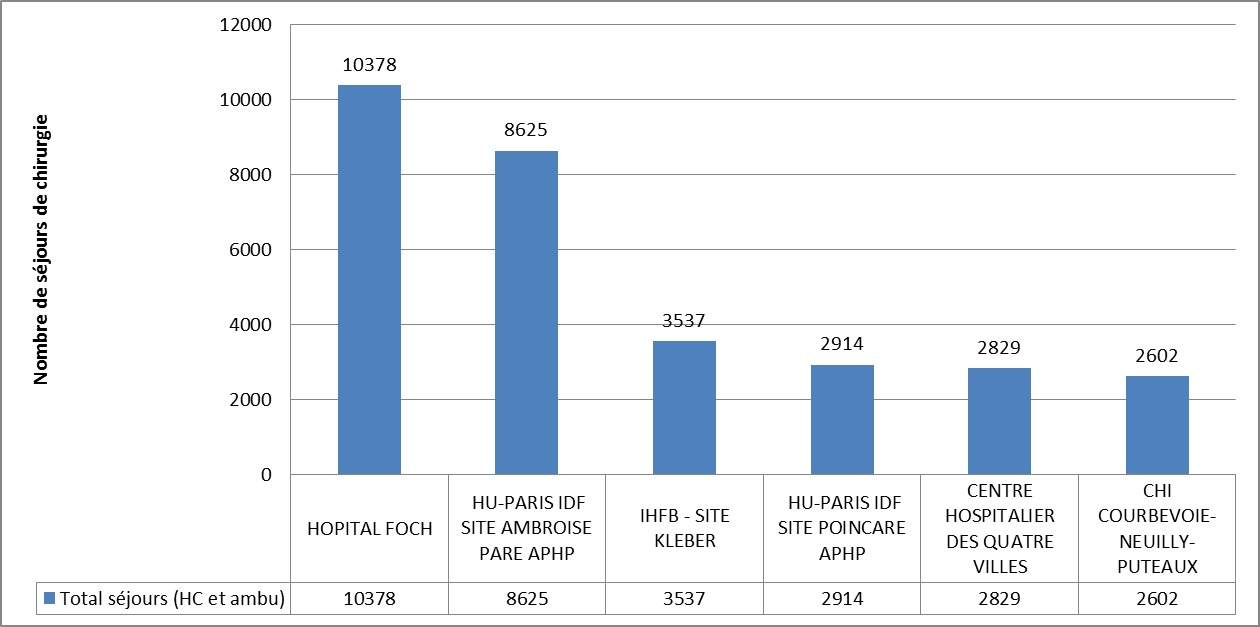 Nombre de séjours de chirurgie
12000
10000
8000
6000
4000
2000
0
10378
8625
3537
2914
2829
2602
HOPITAL FOCH
HU-PARIS IDF
SITE AMBROISE
PARE APHP
IHFB - SITE
KLEBER
HU-PARIS IDF
SITE POINCARE
APHP
CENTRE
HOSPITALIER
DES QUATRE
VILLES
CHI
COURBEVOIE-
NEUILLY-
PUTEAUX
Total séjours (HC et ambu) 10378 8625 3537 2914 2829 2602